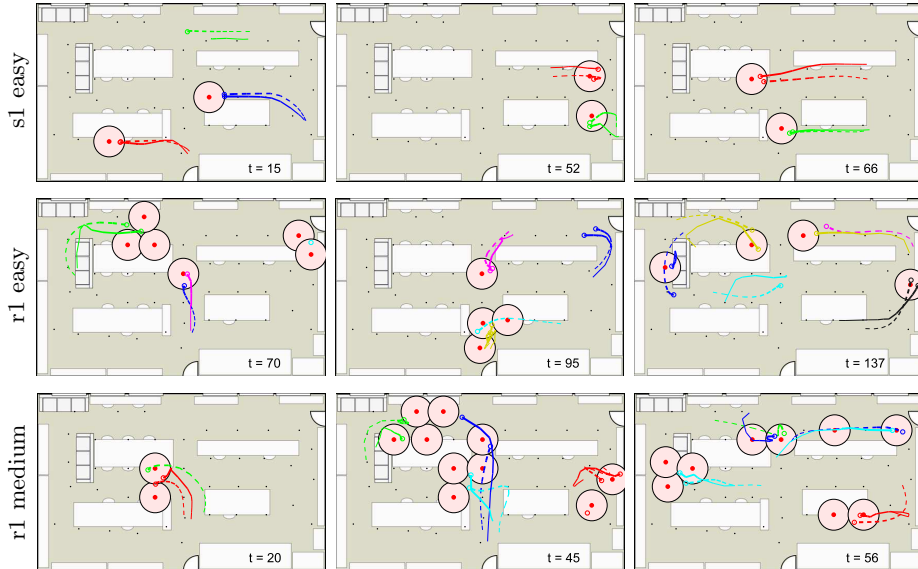 s1 easy
t = 15
t = 52
t = 66
r1 easy
t = 70
t = 95
t = 137
r1 medium
t = 20
t = 45
t = 56